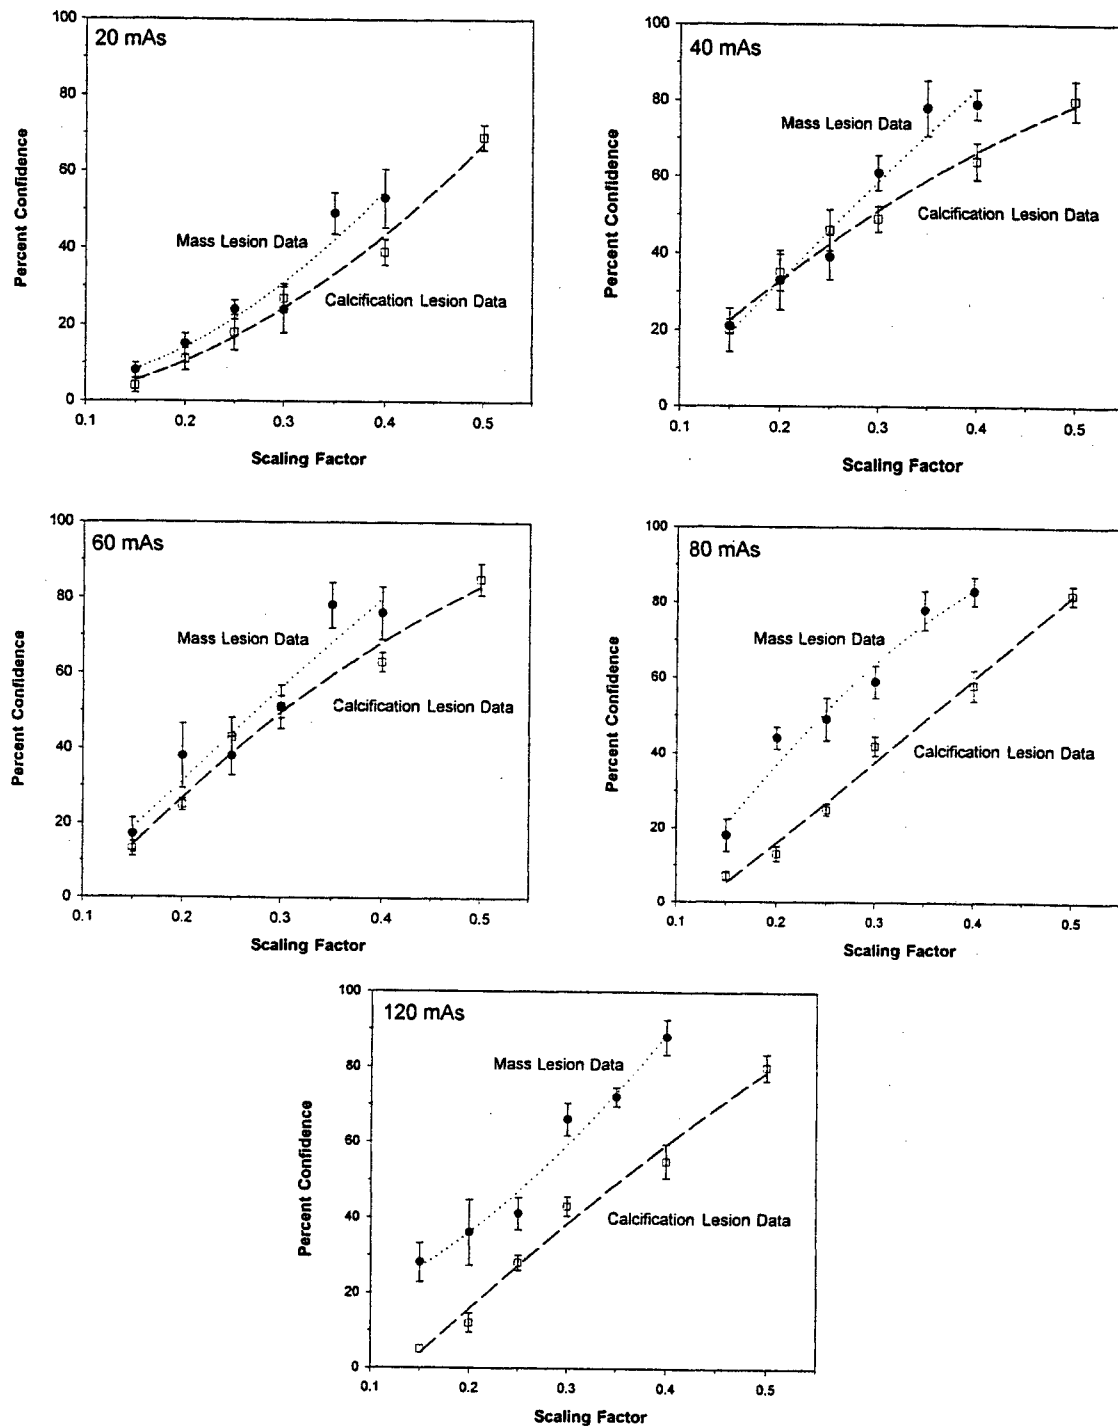 20 mAs
100
80
60
40
20
0
Percent Confidence
Mass Lesion Data
Calcification Lesion Data
0.1
0.2
0.3
0.4
0.5
Scaling Factor
40 mAs
100
80
60
40
20
0
Percent Confidence
Mass Lesion Data
Calcification Lesion Data
0.1
0.2
0.3
0.4
0.5
Scaling Factor
60 mAs
100
80
60
40
20
0
Percent Confidence
Mass Lesion Data
Calcification Lesion Data
0.1
0.2
0.3
0.4
0.5
Scaling Factor
80 mAs
100
80
60
40
20
0
Percent Confidence
Mass Lesion Data
Calcification Lesion Data
0.1
0.2
0.3
0.4
0.5
Scaling Factor
120 mAs
100
80
60
40
20
0
Percent Confidence
Mass Lesion Data
Calcification Lesion Data
0.1
0.2
0.3
0.4
0.5
Scaling Factor